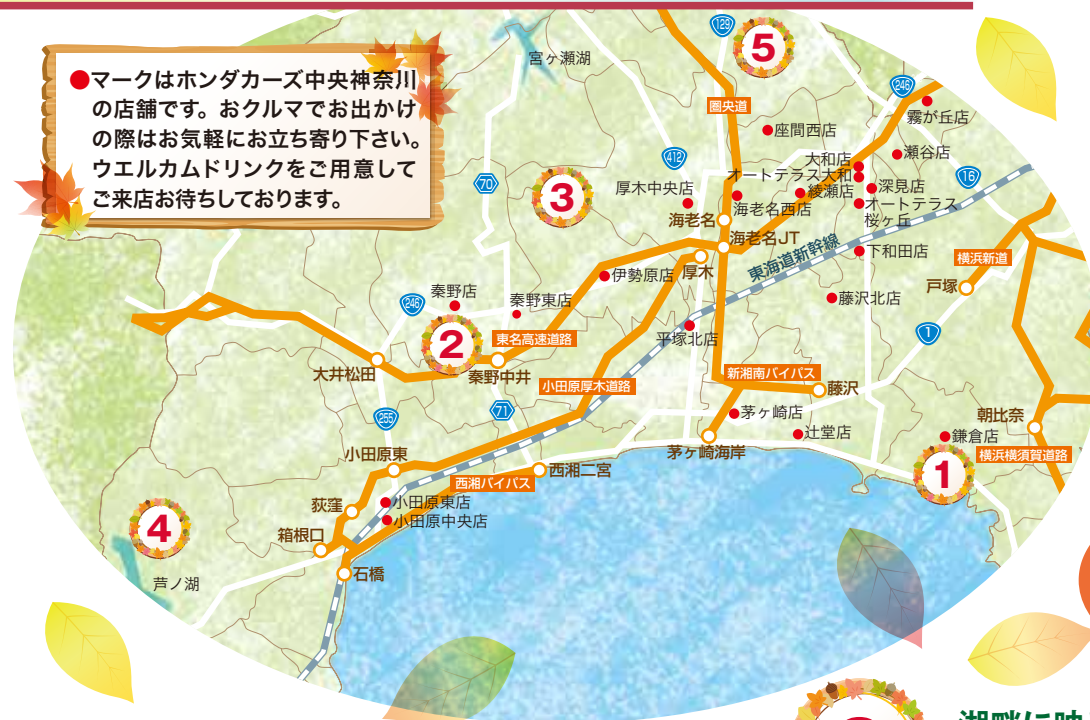 ●マークはホンダカーズ中央神奈川
の店舗です。おクルマでお出かけ
の際はお気軽にお立ち寄り下さい。
ウエルカムドリンクをご用意して
ご来店お待ちしております。
宮ヶ瀬湖
129
5
圏央道
246
霧が丘店
座間西店
瀬谷店
412
大和店
オートテラス大和
16
70
3
厚木中央店
綾瀬店
深見店
海老名西店
オートテラス
桜ヶ丘
海老名
海老名JT
東海道新幹線
下和田店
横浜新道
厚木
伊勢原店
戸塚
秦野店
藤沢北店
246
秦野東店
1
2
東名高速道路
平塚北店
大井松田
秦野中井
新湘南バイパス
小田原厚木道路
藤沢
255
71
茅ヶ崎店
朝比奈
辻堂店
鎌倉店
茅ヶ崎海岸
横浜横須賀道路
小田原東
西湘二宮
1
西湘バイパス
荻窪
小田原東店
小田原中央店
4
箱根口
芦ノ湖
石橋